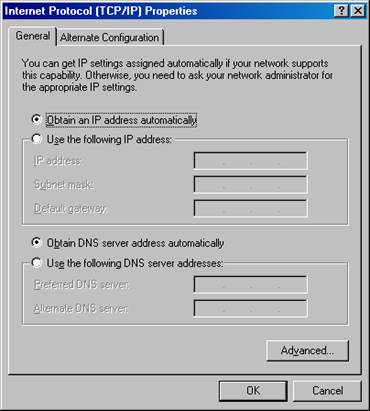 Internet Protocol (TCP/IP) Properties
General
Alternate Configuration
You can get IP settings assigned automatically if your network supports
this capability. Otherwise, you need to ask your network administrator for
the appropriate IP settings.
Obtain an IP address automatically
Use the following IP address:
IP address:
Subnet mask:
Default gateway:
Obtain DNS server address automatically
Use the following DNS server addresses:
Preferred DNS server:
Alternate DNS server:
Advanced...
OK
Cancel